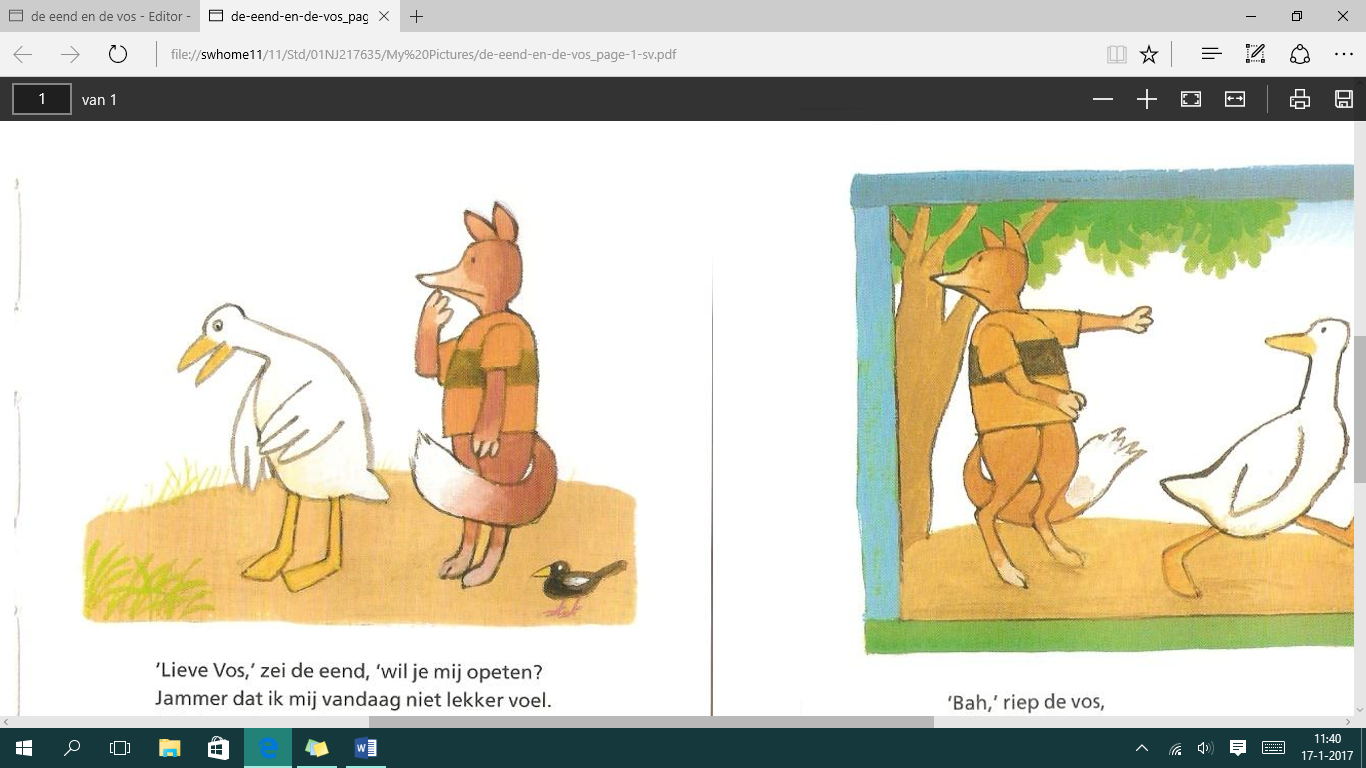 de eend en de vos - Editor -
de-eend-en-de-vos_pag
file://swhome11/11/Std/01NJ217635/My%20Pictures/de-eend-en-de-vos_page-1-sv.pdf
1 van 1
'Lieve Vos,' zei de eend, 'wil je mij opeten?
Jammer dat ik mij vandaag niet lekker voel.
'Bah,' riep de vos,
11:40
17-1-2017